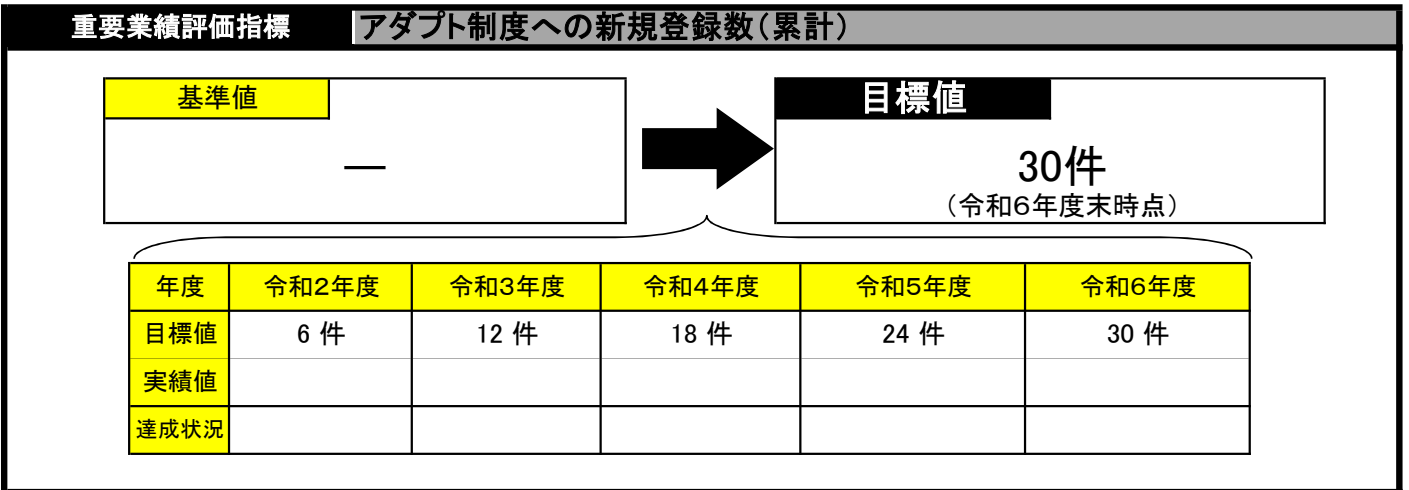 重要業績評価指標 アダプト制度への新規登録数（累計）
基準値
―
目標値
30件
（令和６年度末時点）
年度 令和２年度 令和３年度 令和４年度 令和５年度 令和６年度
目標値 6 件 12 件 18 件 24 件 30 件
実績値
達成状況